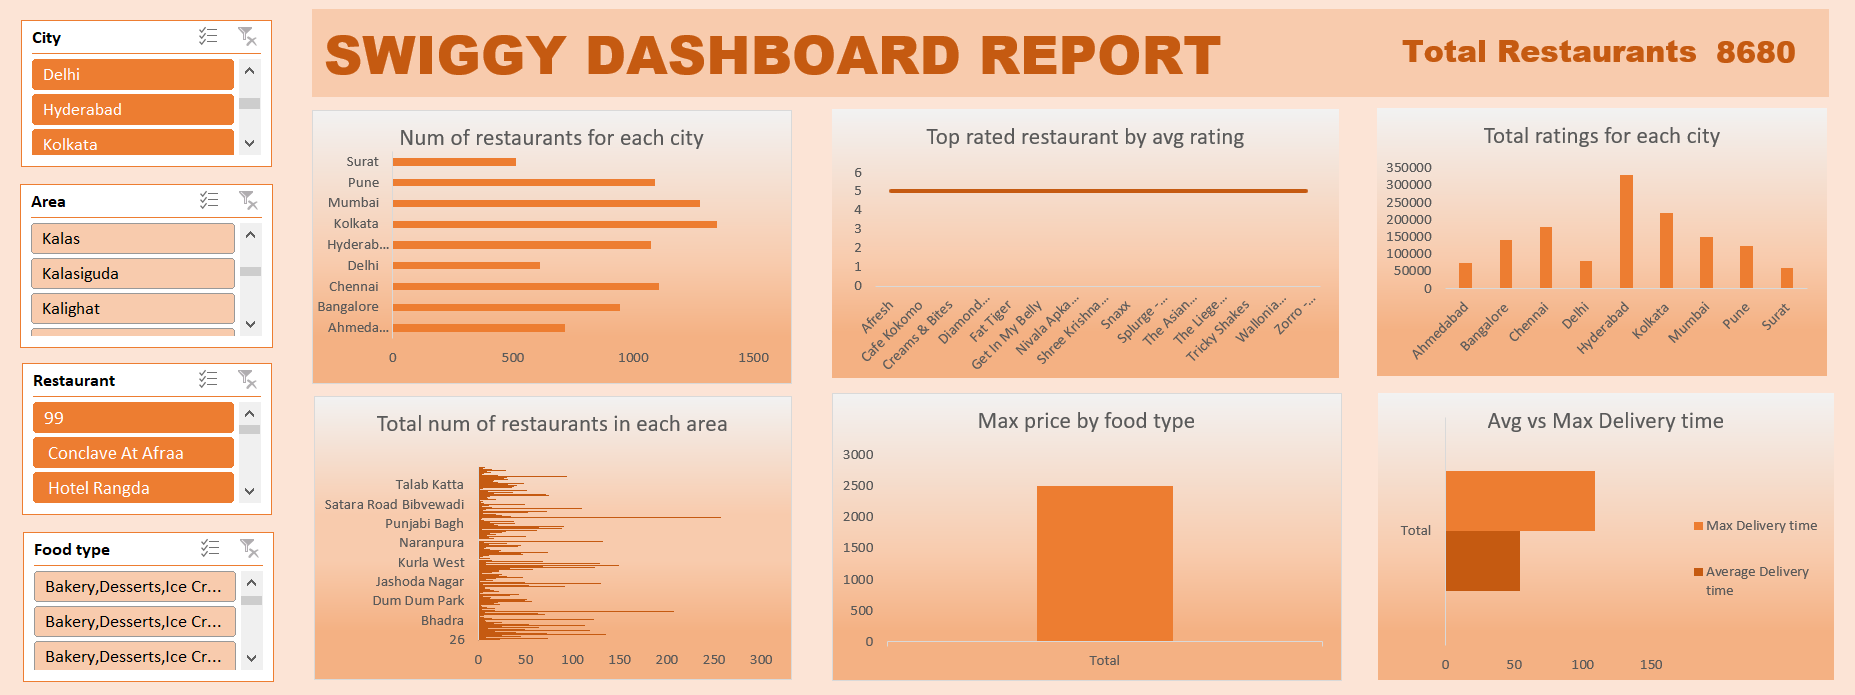 City
Delhi
Hyderabad
Kolkata
Area
Kalas
Kalasiguda
Kalighat
Restaurant
99
Conclave At Afraa
Hotel Rangda
Food type
Bakery,Desserts,Ice Cr...
Bakery,Desserts,Ice Cr...
Bakery,Desserts,Ice Cr...
SWIGGY DASHBOARD REPORT
Total Restaurants 8680
Num of restaurants for each city
Surat
Pune
Mumbai
Kolkata
Hyderab...
Delhi
Chennai
Bangalore
Ahmeda...
0 500 1000 1500
Top rated restaurant by avg rating
6
5
4
3
2
1
0
Afresh
Cafe Kokomo
Creams & Bites
Diamond...
Fat Tiger
Get In My Belly
Nivala Apka...
Shree Krishna...
Snaxx
Splurge -...
The Asian...
The Liege...
Tricky Shakes
Wallonia...
Zorro -...
Total ratings for each city
350000
300000
250000
200000
150000
100000
50000
0
Ahmedabad
Bangalore
Chennai
Delhi
Hyderabad
Kolkata
Mumbai
Pune
Surat
Total num of restaurants in each area
Talab Katta
Satara Road Bibvewadi
Punjabi Bagh
Naranpura
Kurla West
Jashoda Nagar
Dum Dum Park
Bhadra
26
0 50 100 150 200 250 300
Max price by food type
3000
2500
2000
1500
1000
500
0
Total
Avg vs Max Delivery time
Total
0 50 100 150
Max Delivery time
Average Delivery
time